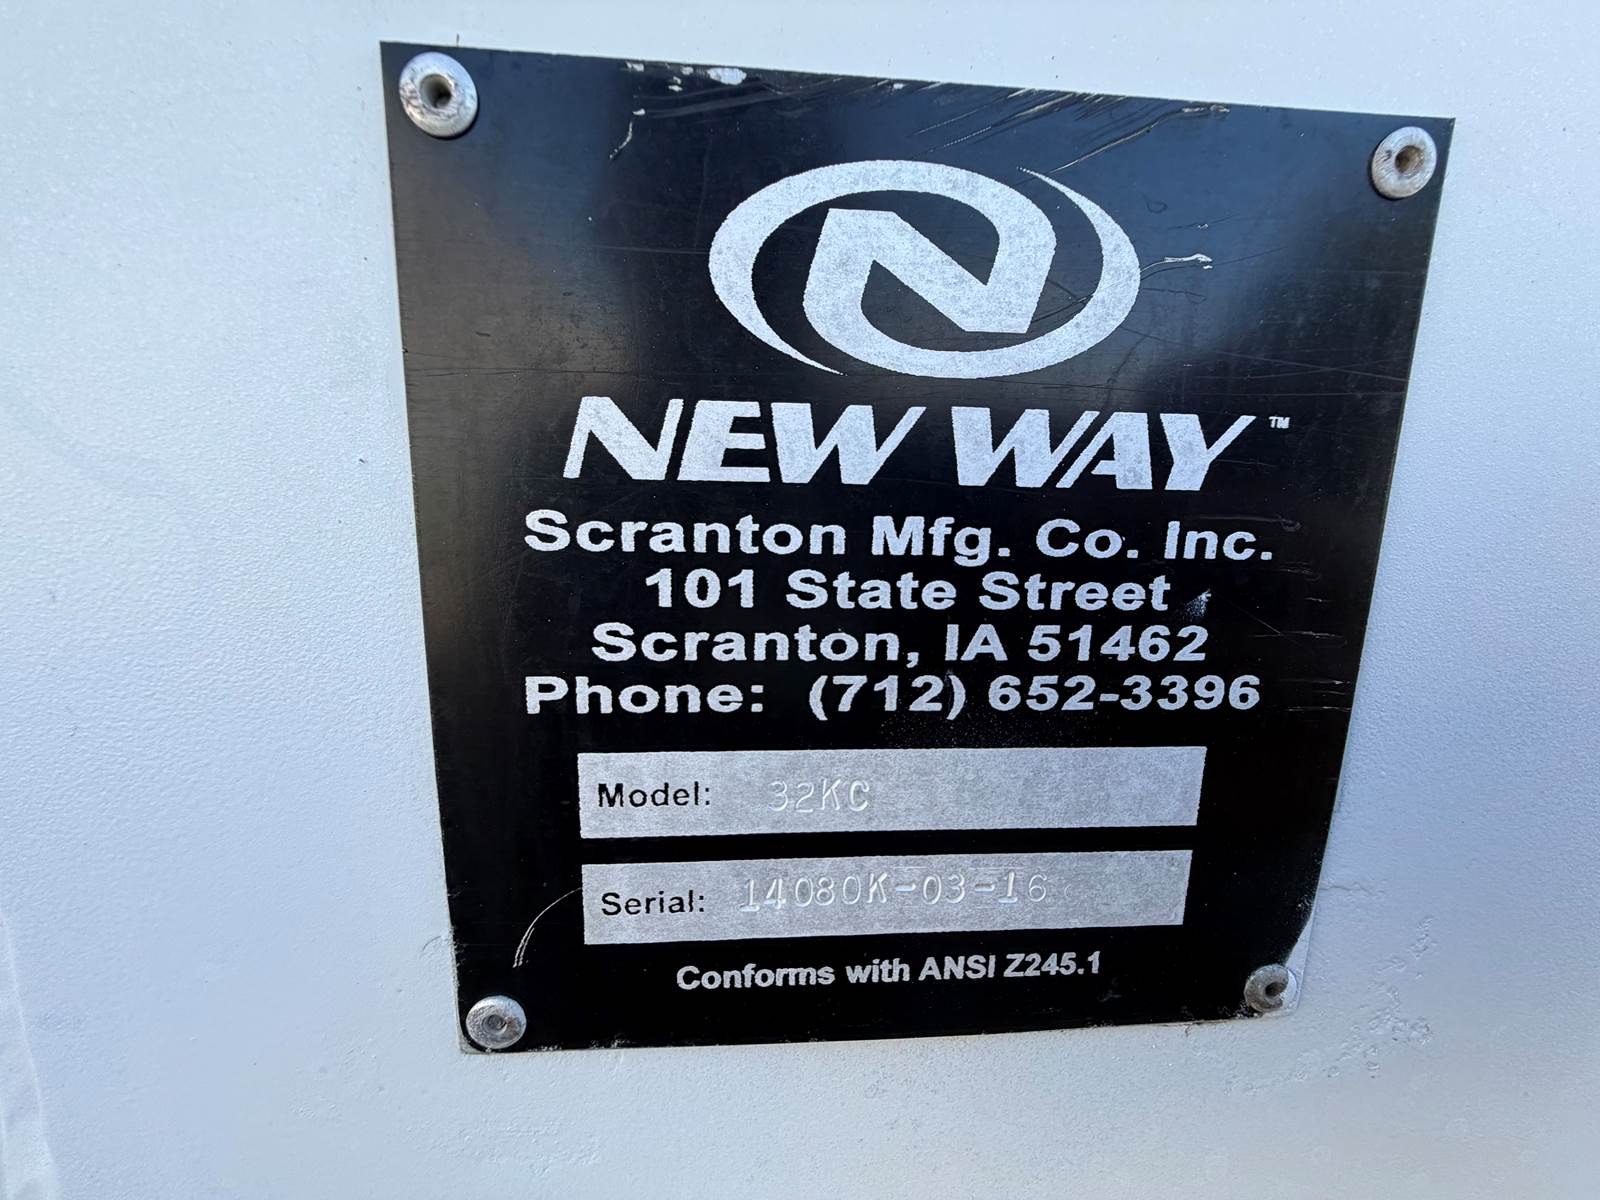 NEW WAY™
Scranton Mfg. Co. Inc.
101 State Street
Scranton, IA 51462
Phone: (712) 652-3396
Model: 32KC
Serial: 14080K-03-16
Conforms with ANSI Z245.1